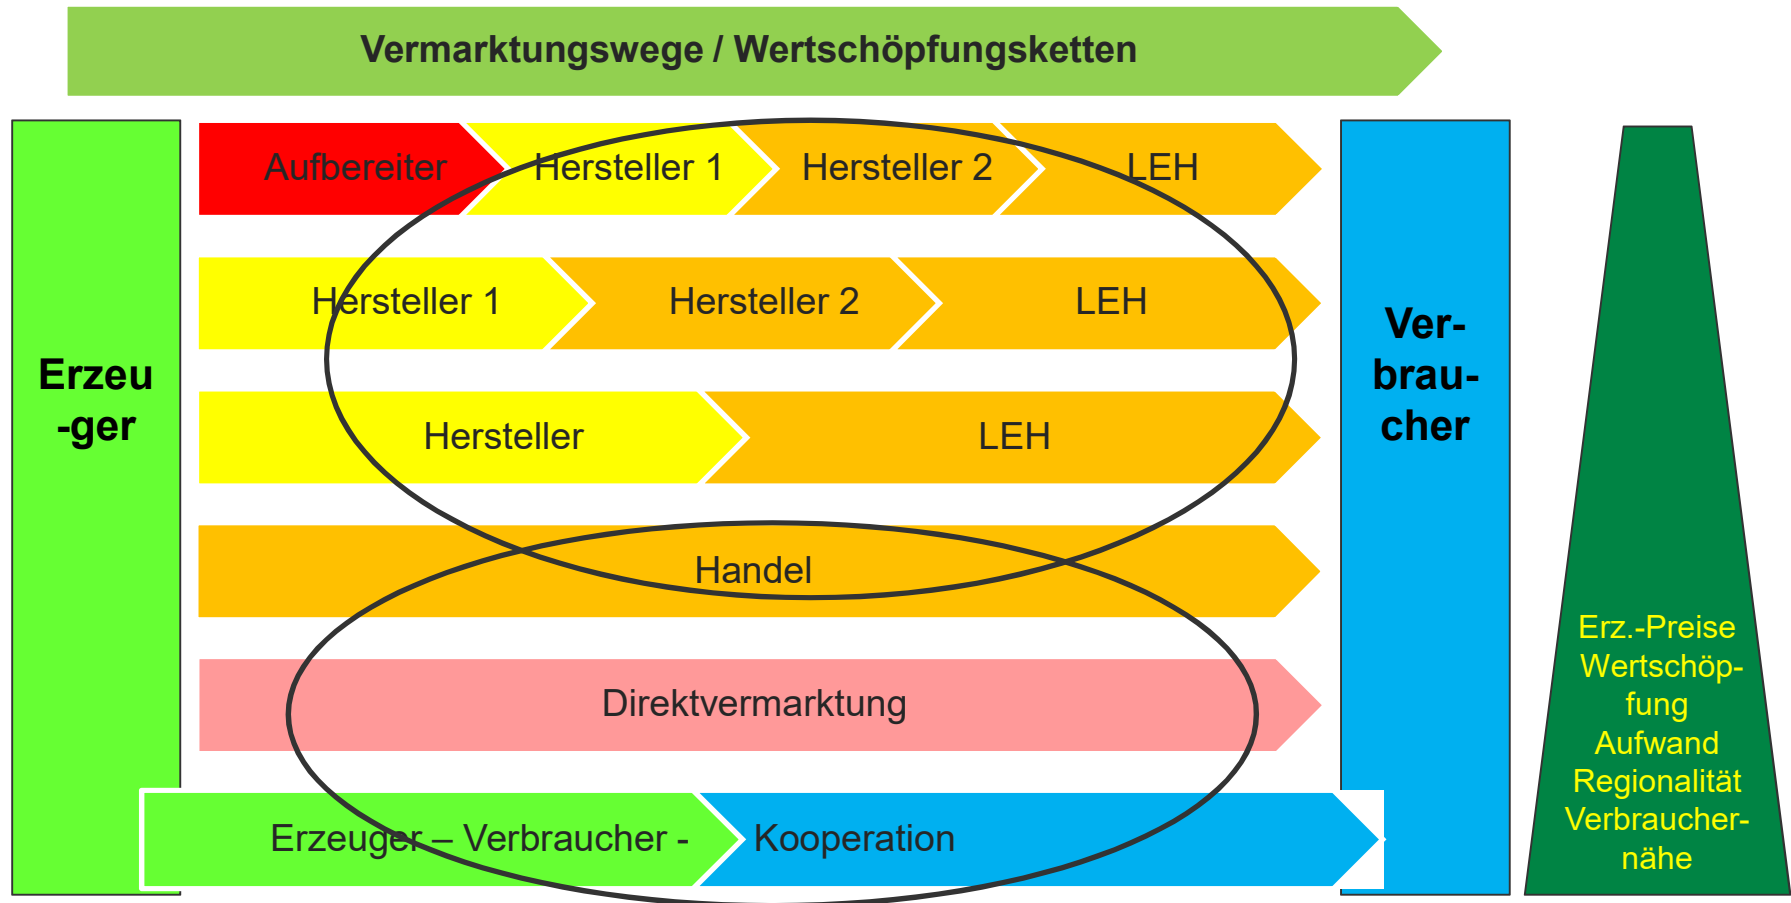 Vermarktungswege / Wertschöpfungsketten
Erzeu
-ger
Aufbereiter
Hersteller 1
Hersteller 2
LEH
Hersteller 1
Hersteller 2
LEH
Hersteller
LEH
Handel
Direktvermarktung
Erzeuger – Verbraucher -
Kooperation
Ver-
brau-
cher
Erz.-Preise
Wertschöp-
fung
Aufwand
Regionalität
Verbraucher-
nähe